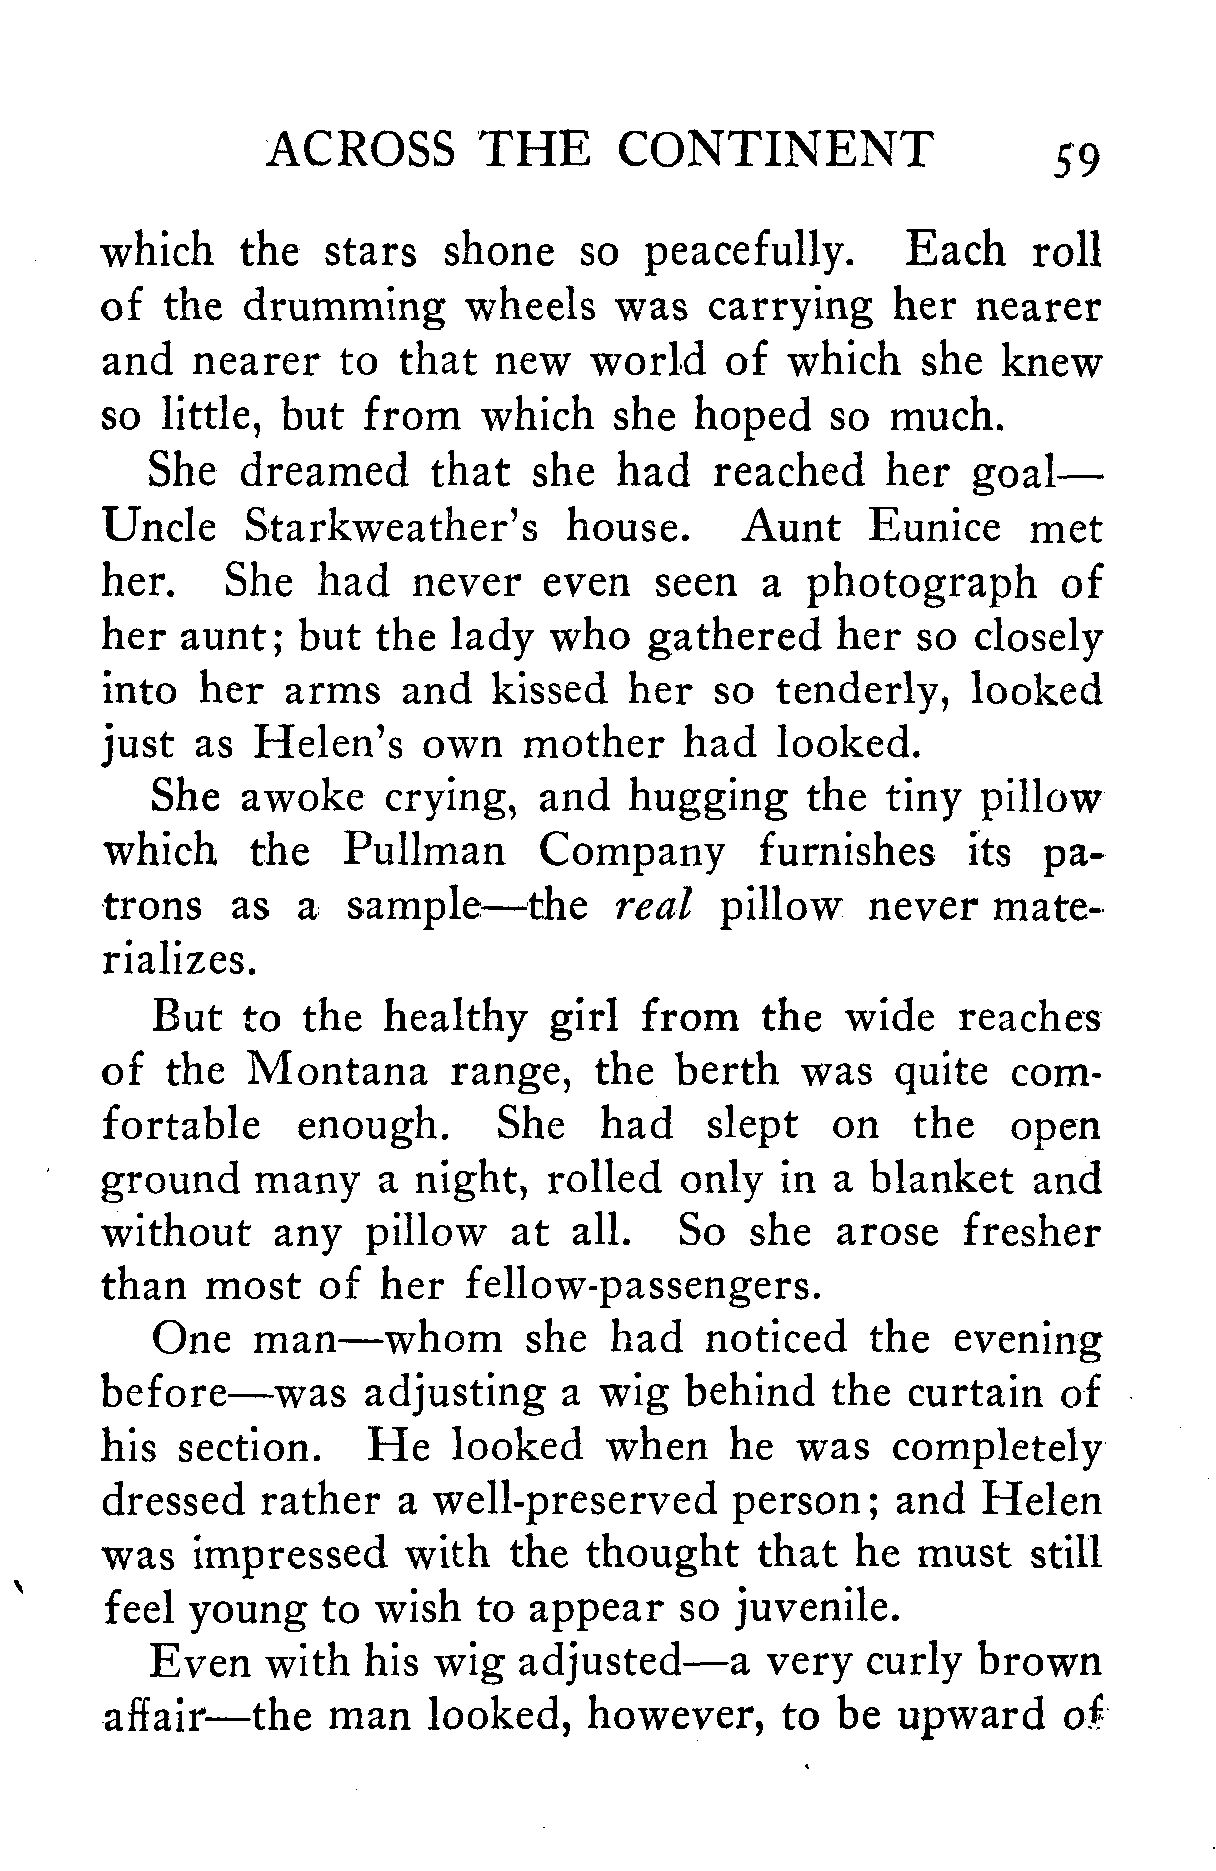 ACROSS THE CONTINENT 59
which the stars shone so peacefully. Each roll
of the drumming wheels was carrying her nearer
and nearer to that new world of which she knew
so little, but from which she hoped so much.
She dreamed that she had reached her goal—
Uncle Starkweather's house. Aunt Eunice met
her. She had never even seen a photograph of
her aunt; but the lady who gathered her so closely
into her arms and kissed her so tenderly, looked
just as Helen's own mother had looked.
She awoke crying, and hugging the tiny pillow
which the Pullman Company furnishes its pa-
trons as a sample—the real pillow never mate-
rializes.
But to the healthy girl from the wide reaches
of the Montana range, the berth was quite com-
fortable enough. She had slept on the open
ground many a night, rolled only in a blanket and
without any pillow at all. So she arose fresher
than most of her fellow-passengers.
One man—whom she had noticed the evening
before—was adjusting a wig behind the curtain of
his section. He looked when he was completely
dressed rather a well-preserved person; and Helen
was impressed with the thought that he must still
feel young to wish to appear so juvenile.
Even with his wig adjusted—a very curly brown
affair—the man looked, however, to be upward of